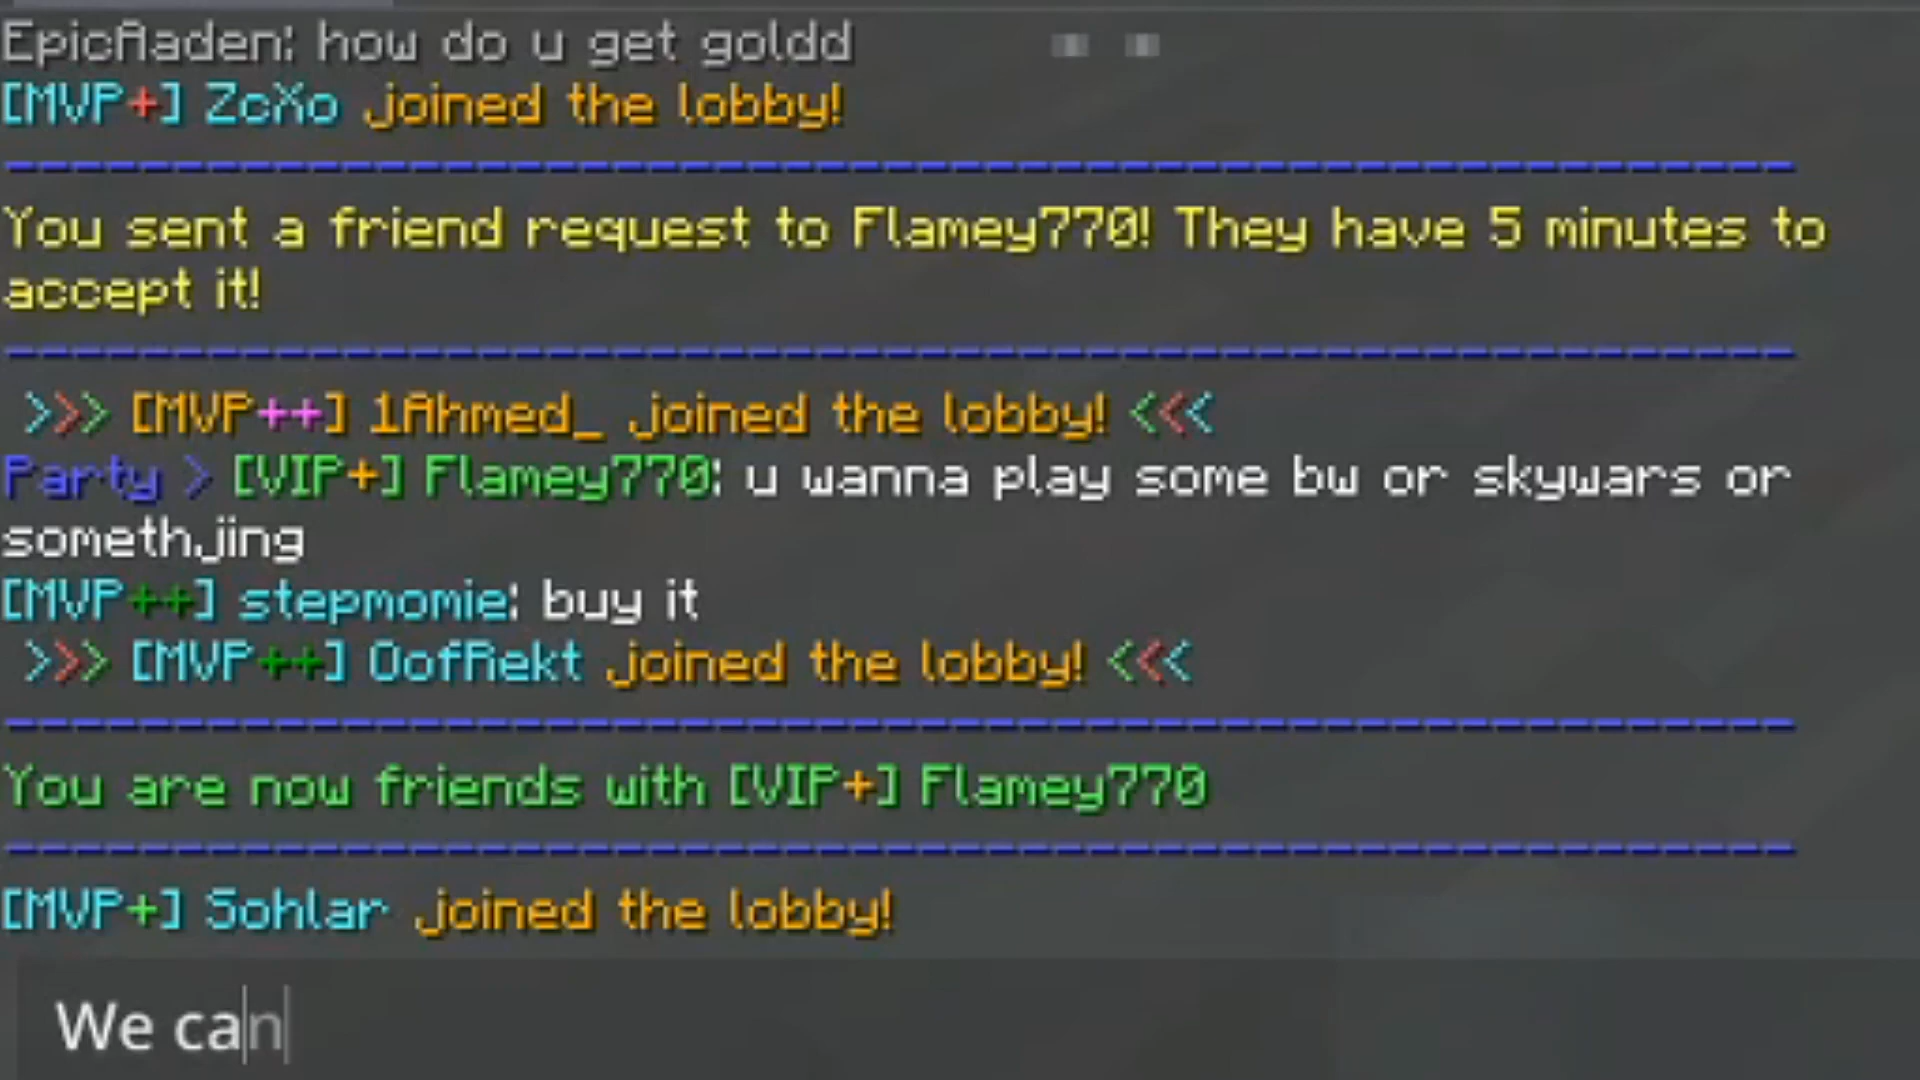 EpicAaden: how do u get goldd
[MVP+] ZcXo joined the lobby!
-----------------------------------------------------
You sent a friend request to Flamey770! They have 5 minutes to
accept it!
-----------------------------------------------------
>>> [MVP++] 1Ahmed_ joined the lobby! <<<
Party > [VIP+] Flamey770: u wanna play some bw or skywars or
somethjing
[MVP++] stepmomie: buy it
>>> [MVP++] OofRekt joined the lobby! <<<
-----------------------------------------------------
You are now friends with [VIP+] Flamey770
-----------------------------------------------------
[MVP+] Sohlar joined the lobby!
We can